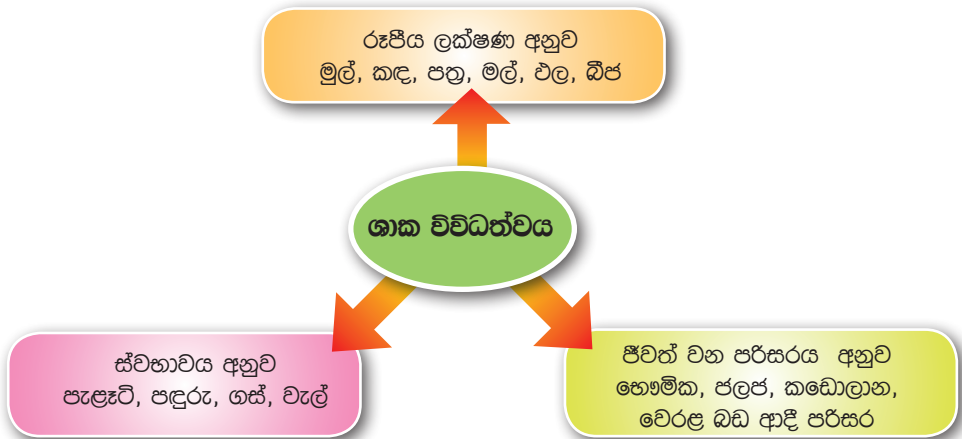 රූපීය ලක්ෂණ අනුව
මුල්, කඳ, පත්‍ර, මල්, ඵල, බීජ
ශාක විවිධත්වය
ස්වභාවය අනුව
පැළෑටි, පඳුරු, ගස්, වැල්
ජීවත් වන පරිසරය අනුව
භෞමික, ජලජ, කඩොලාන,
වෙරළ බඩ ආදී පරිසර